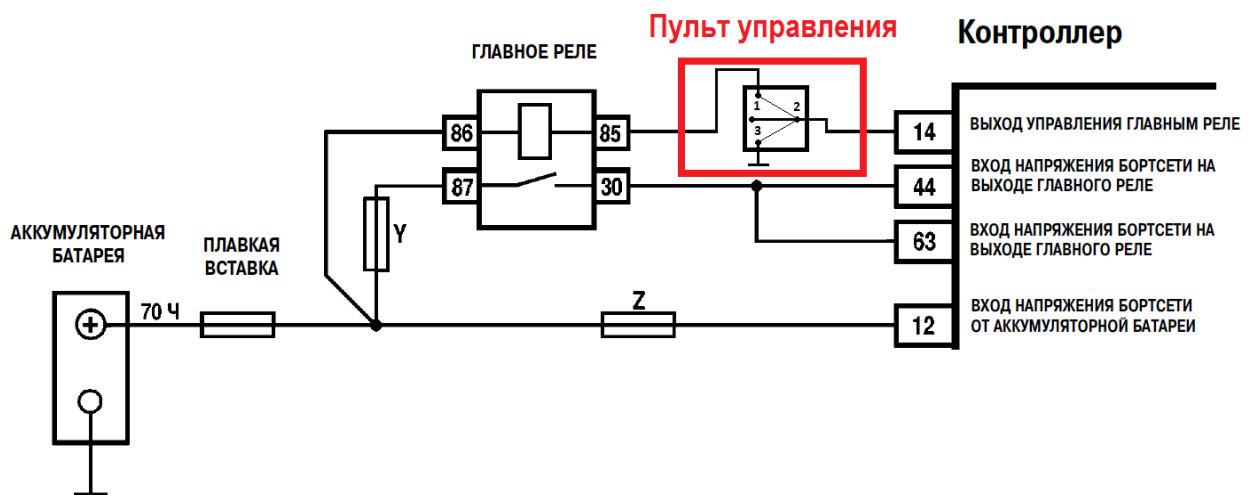 Пульт управления
Контроллер
ГЛАВНОЕ РЕЛЕ
1
2
3
86
85
87
30
14
ВЫХОД УПРАВЛЕНИЯ ГЛАВНЫМ РЕЛЕ
44
ВХОД НАПРЯЖЕНИЯ БОРТСЕТИ НА
ВЫХОДЕ ГЛАВНОГО РЕЛЕ
63
ВХОД НАПРЯЖЕНИЯ БОРТСЕТИ НА
ВЫХОДЕ ГЛАВНОГО РЕЛЕ
АККУМУЛЯТОРНАЯ
БАТАРЕЯ
ПЛАВКАЯ
ВСТАВКА
Y
70 Ч
Z
12
ВХОД НАПРЯЖЕНИЯ БОРТСЕТИ
ОТ АККУМУЛЯТОРНОЙ БАТАРЕИ